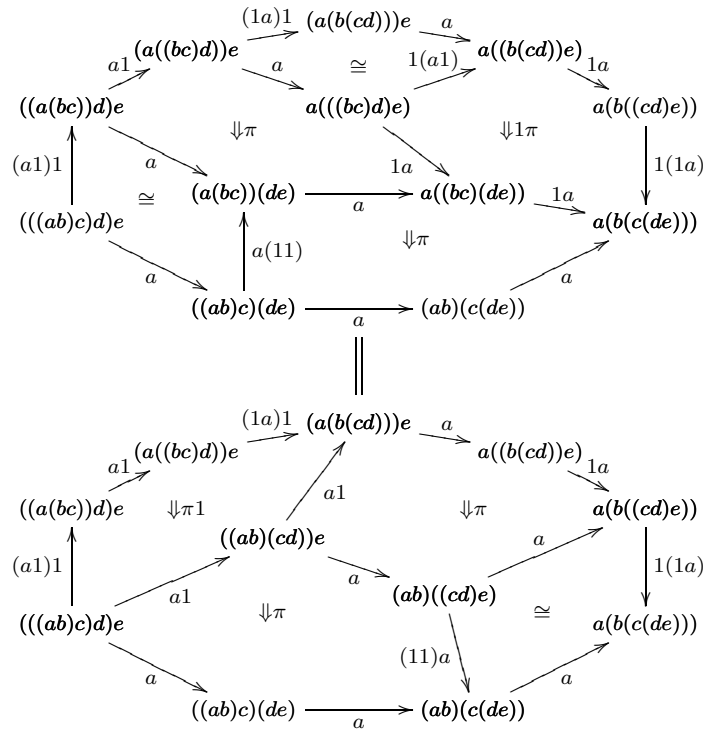 (1a)1 (a(b(cd)))e a
(a((bc)d))e a((b(cd))e)
a1 a ≅ 1(a1) 1a
((a(bc))d)e a(((bc)d)e) a(b((cd)e))
⇓π ⇓1π
(a1)1 a 1a 1(1a)
≅ (a(bc))(de) a a((bc)(de)) 1a
(((ab)c)d)e a(b(c(de)))
a a(11) ⇓π a
((ab)c)(de) a (ab)(c(de))
(1a)1 (a(b(cd)))e a
(a((bc)d))e a((b(cd))e)
a1 a1 1a
((a(bc))d)e ⇓π1 ⇓π a(b((cd)e))
((ab)(cd))e a
(a1)1 a1 a (ab)((cd)e) 1(1a)
(((ab)c)d)e ⇓π ≅ a(b(c(de)))
a (11)a a
((ab)c)(de) a (ab)(c(de))